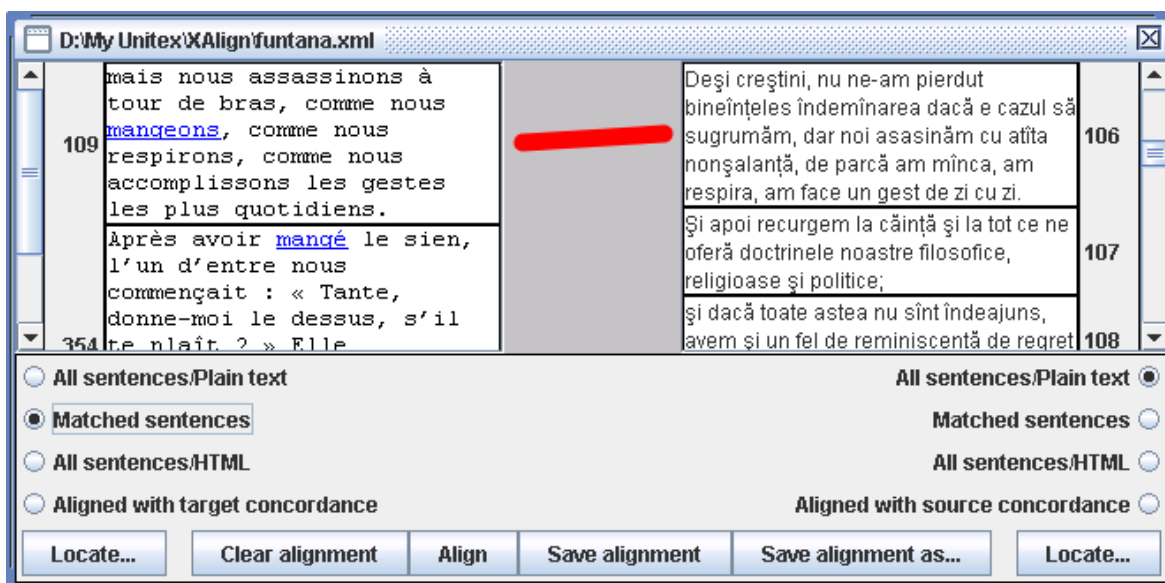 D:\My Unitex\XAlign\funtana.xml
mais nous assassinons à
tour de bras, comme nous
mangeons, comme nous
respirons, comme nous
accomplissons les gestes
les plus quotidiens.
109
Après avoir mangé le sien,
l'un d'entre nous
commençait : « Tante,
donne-moi le dessus, s'il
te plaît ? » Elle
354
Deşi creştini, nu ne-am pierdut
bineînţeles îndemînarea dacă e cazul să
sugrumăm, dar noi asasinăm cu atîta
nonşalanţă, de parcă am mînca, am
respira, am face un gest de zi cu zi.
106
Şi apoi recurgem la căinţă şi la tot ce ne
oferă doctrinele noastre filosofice,
religioase şi politice;
107
şi dacă toate astea nu sînt îndeajuns,
avem şi un fel de reminiscenţă de regret
108
All sentences/Plain text
All sentences/Plain text
Matched sentences
Matched sentences
All sentences/HTML
All sentences/HTML
Aligned with target concordance
Aligned with source concordance
Locate...
Clear alignment
Align
Save alignment
Save alignment as...
Locate...